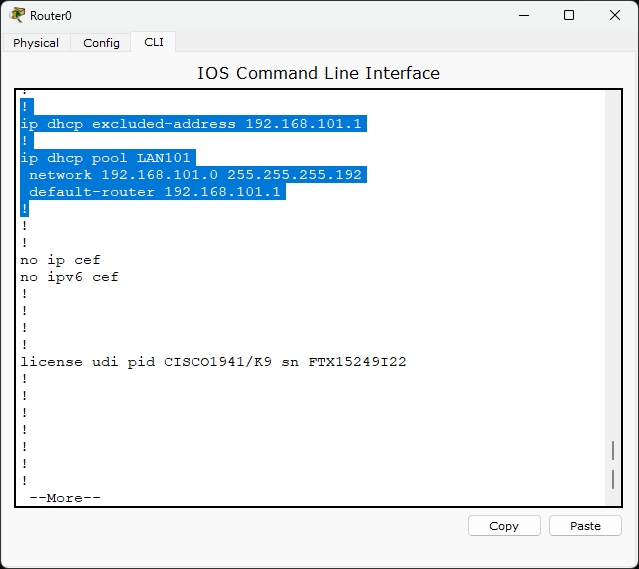 Router0
Physical Config CLI
IOS Command Line Interface
!
!
ip dhcp excluded-address 192.168.101.1
!
ip dhcp pool LAN101
 network 192.168.101.0 255.255.255.192
 default-router 192.168.101.1
!
!
!
no ip cef
no ipv6 cef
!
!
!
!
license udi pid CISCO1941/K9 sn FTX15249I22
!
!
!
!
!
!
!
 --More--
Copy Paste